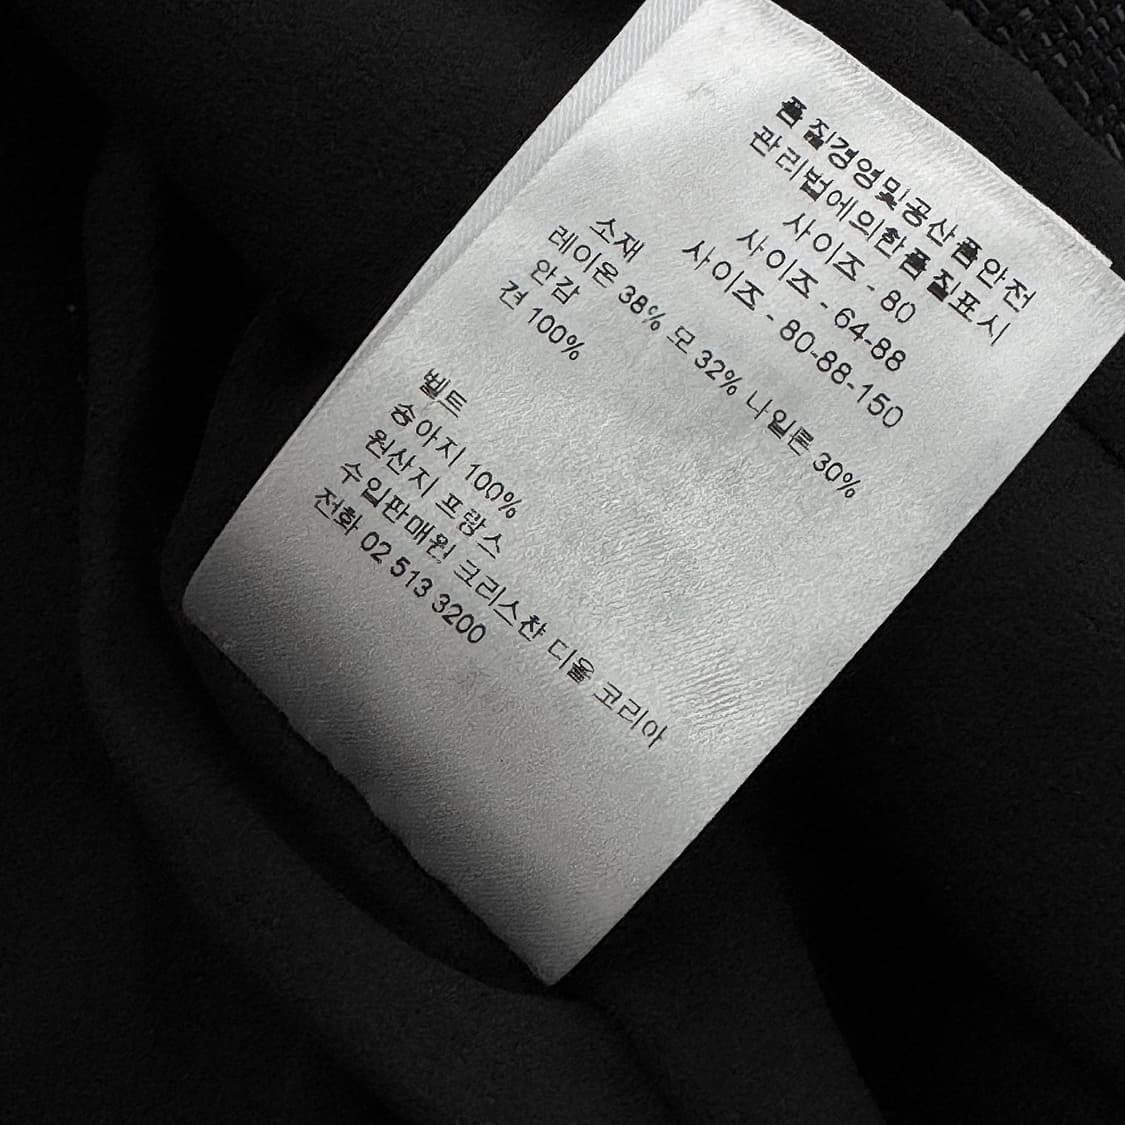 품질경영및공산품안전
관리법에의한품질표시
사이즈 - 80
사이즈 - 64-88
사이즈 - 80-88-150
소재
레이온 38% 모 32% 나일론 30%
안감
견 100%
벨트
송아지 100%
원산지 프랑스
수입판매원 크리스챤 디올 코리아
전화 02 513 3200